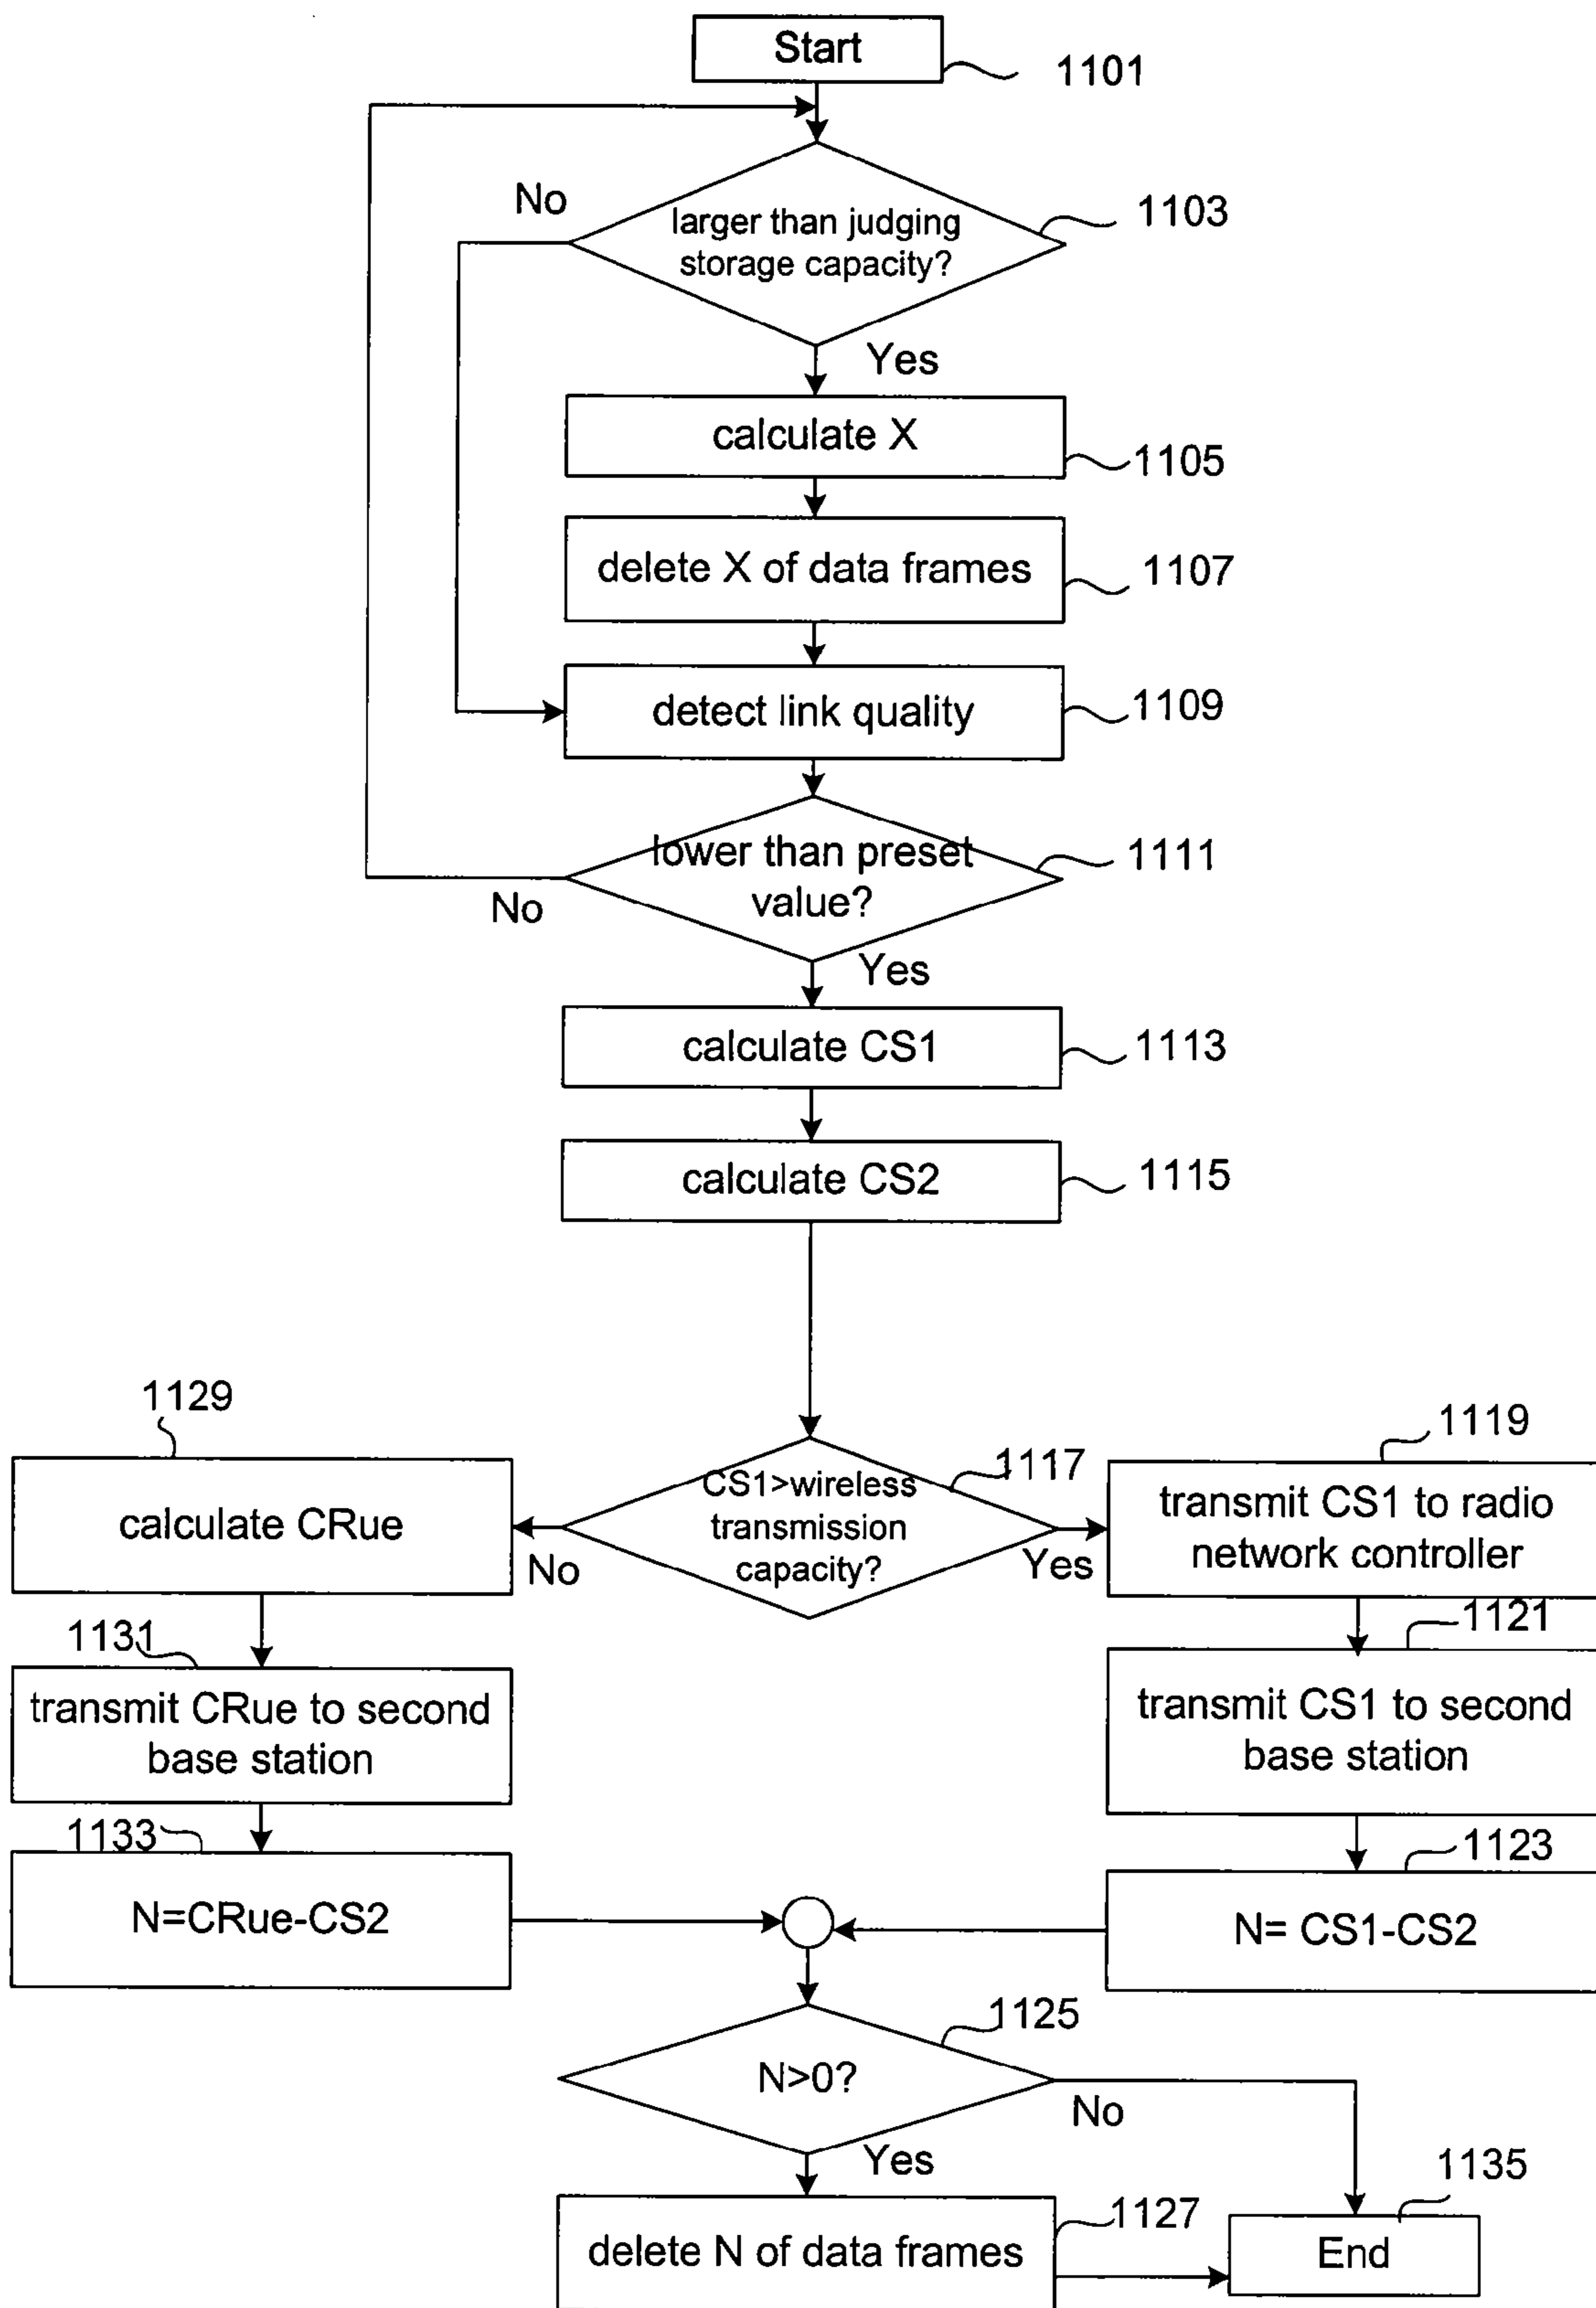 Start
1101
No
larger than judging
storage capacity?
1103
Yes
calculate X
1105
delete X of data frames
1107
detect link quality
1109
lower than preset
value?
1111
No
Yes
calculate CS1
1113
calculate CS2
1115
1129
calculate CRue
CS1>wireless
transmission
capacity?
1117
No
Yes
1119
transmit CS1 to radio
network controller
1131
transmit CRue to second
base station
1121
transmit CS1 to second
base station
1133
N=CRue-CS2
1123
N= CS1-CS2
1125
N>0?
No
Yes
delete N of data frames
1127
1135
End